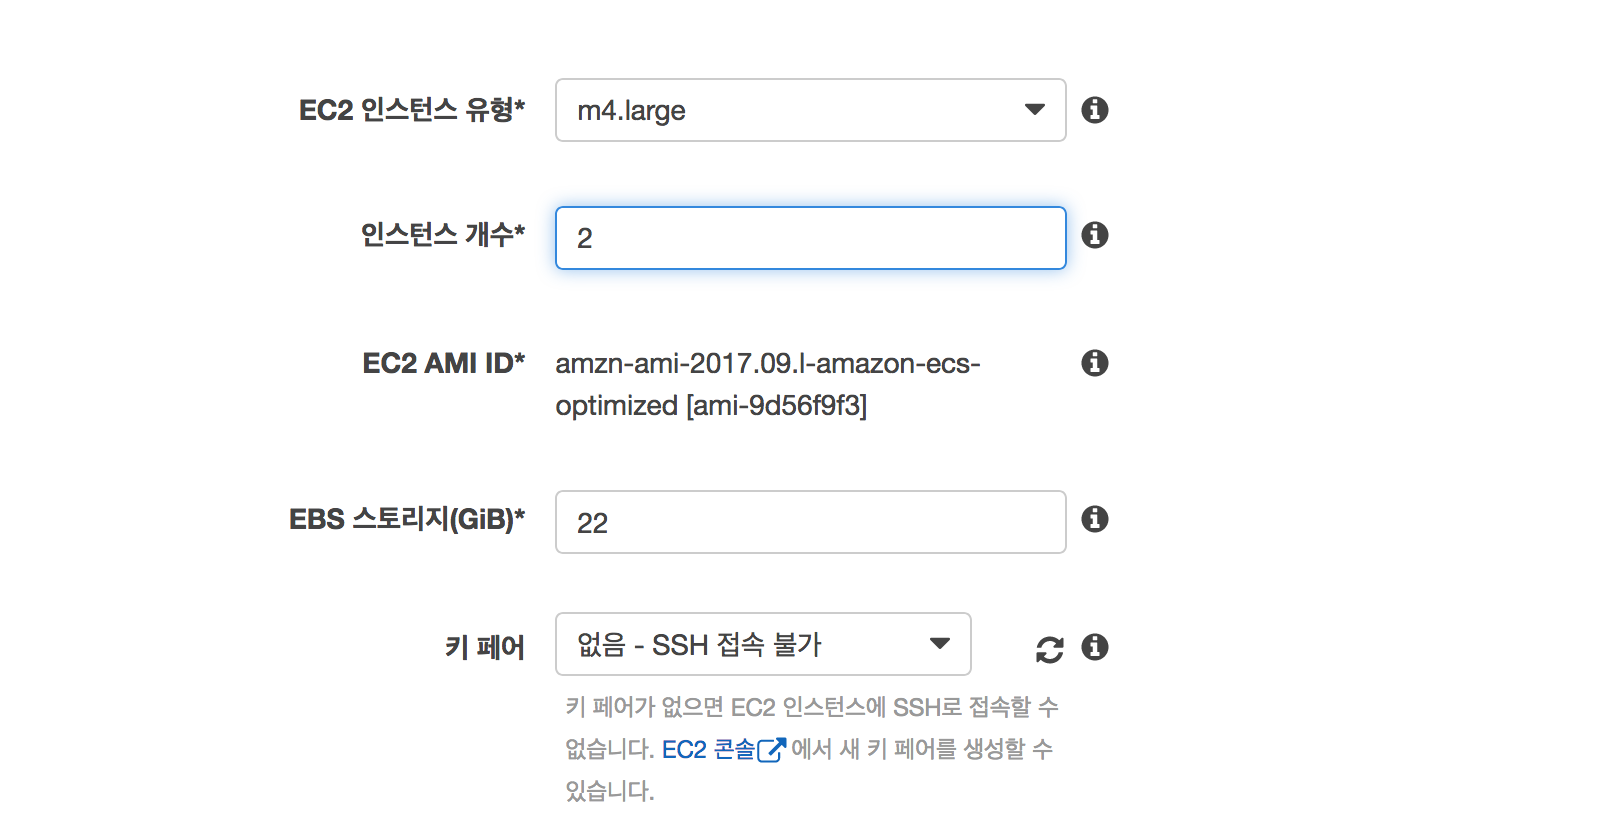 EC2 인스턴스 유형* m4.large
인스턴스 개수* 2
EC2 AMI ID* amzn-ami-2017.09.l-amazon-ecs-
optimized [ami-9d56f9f3]
EBS 스토리지(GiB)* 22
키 페어 없음 - SSH 접속 불가
키 페어가 없으면 EC2 인스턴스에 SSH로 접속할 수
없습니다. EC2 콘솔에서 새 키 페어를 생성할 수
있습니다.